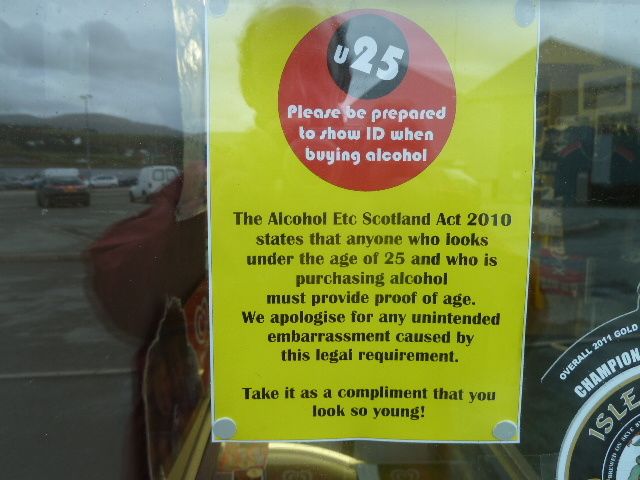 U25
Please be prepared
to show ID when
buying alcohol
The Alcohol Etc Scotland Act 2010
states that anyone who looks
under the age of 25 and who is
purchasing alcohol
must provide proof of age.
We apologise for any unintended
embarrassment caused by
this legal requirement.
Take it as a compliment that you
look so young!
OVERALL 2011 GOLD
CHAMPION
ISLE